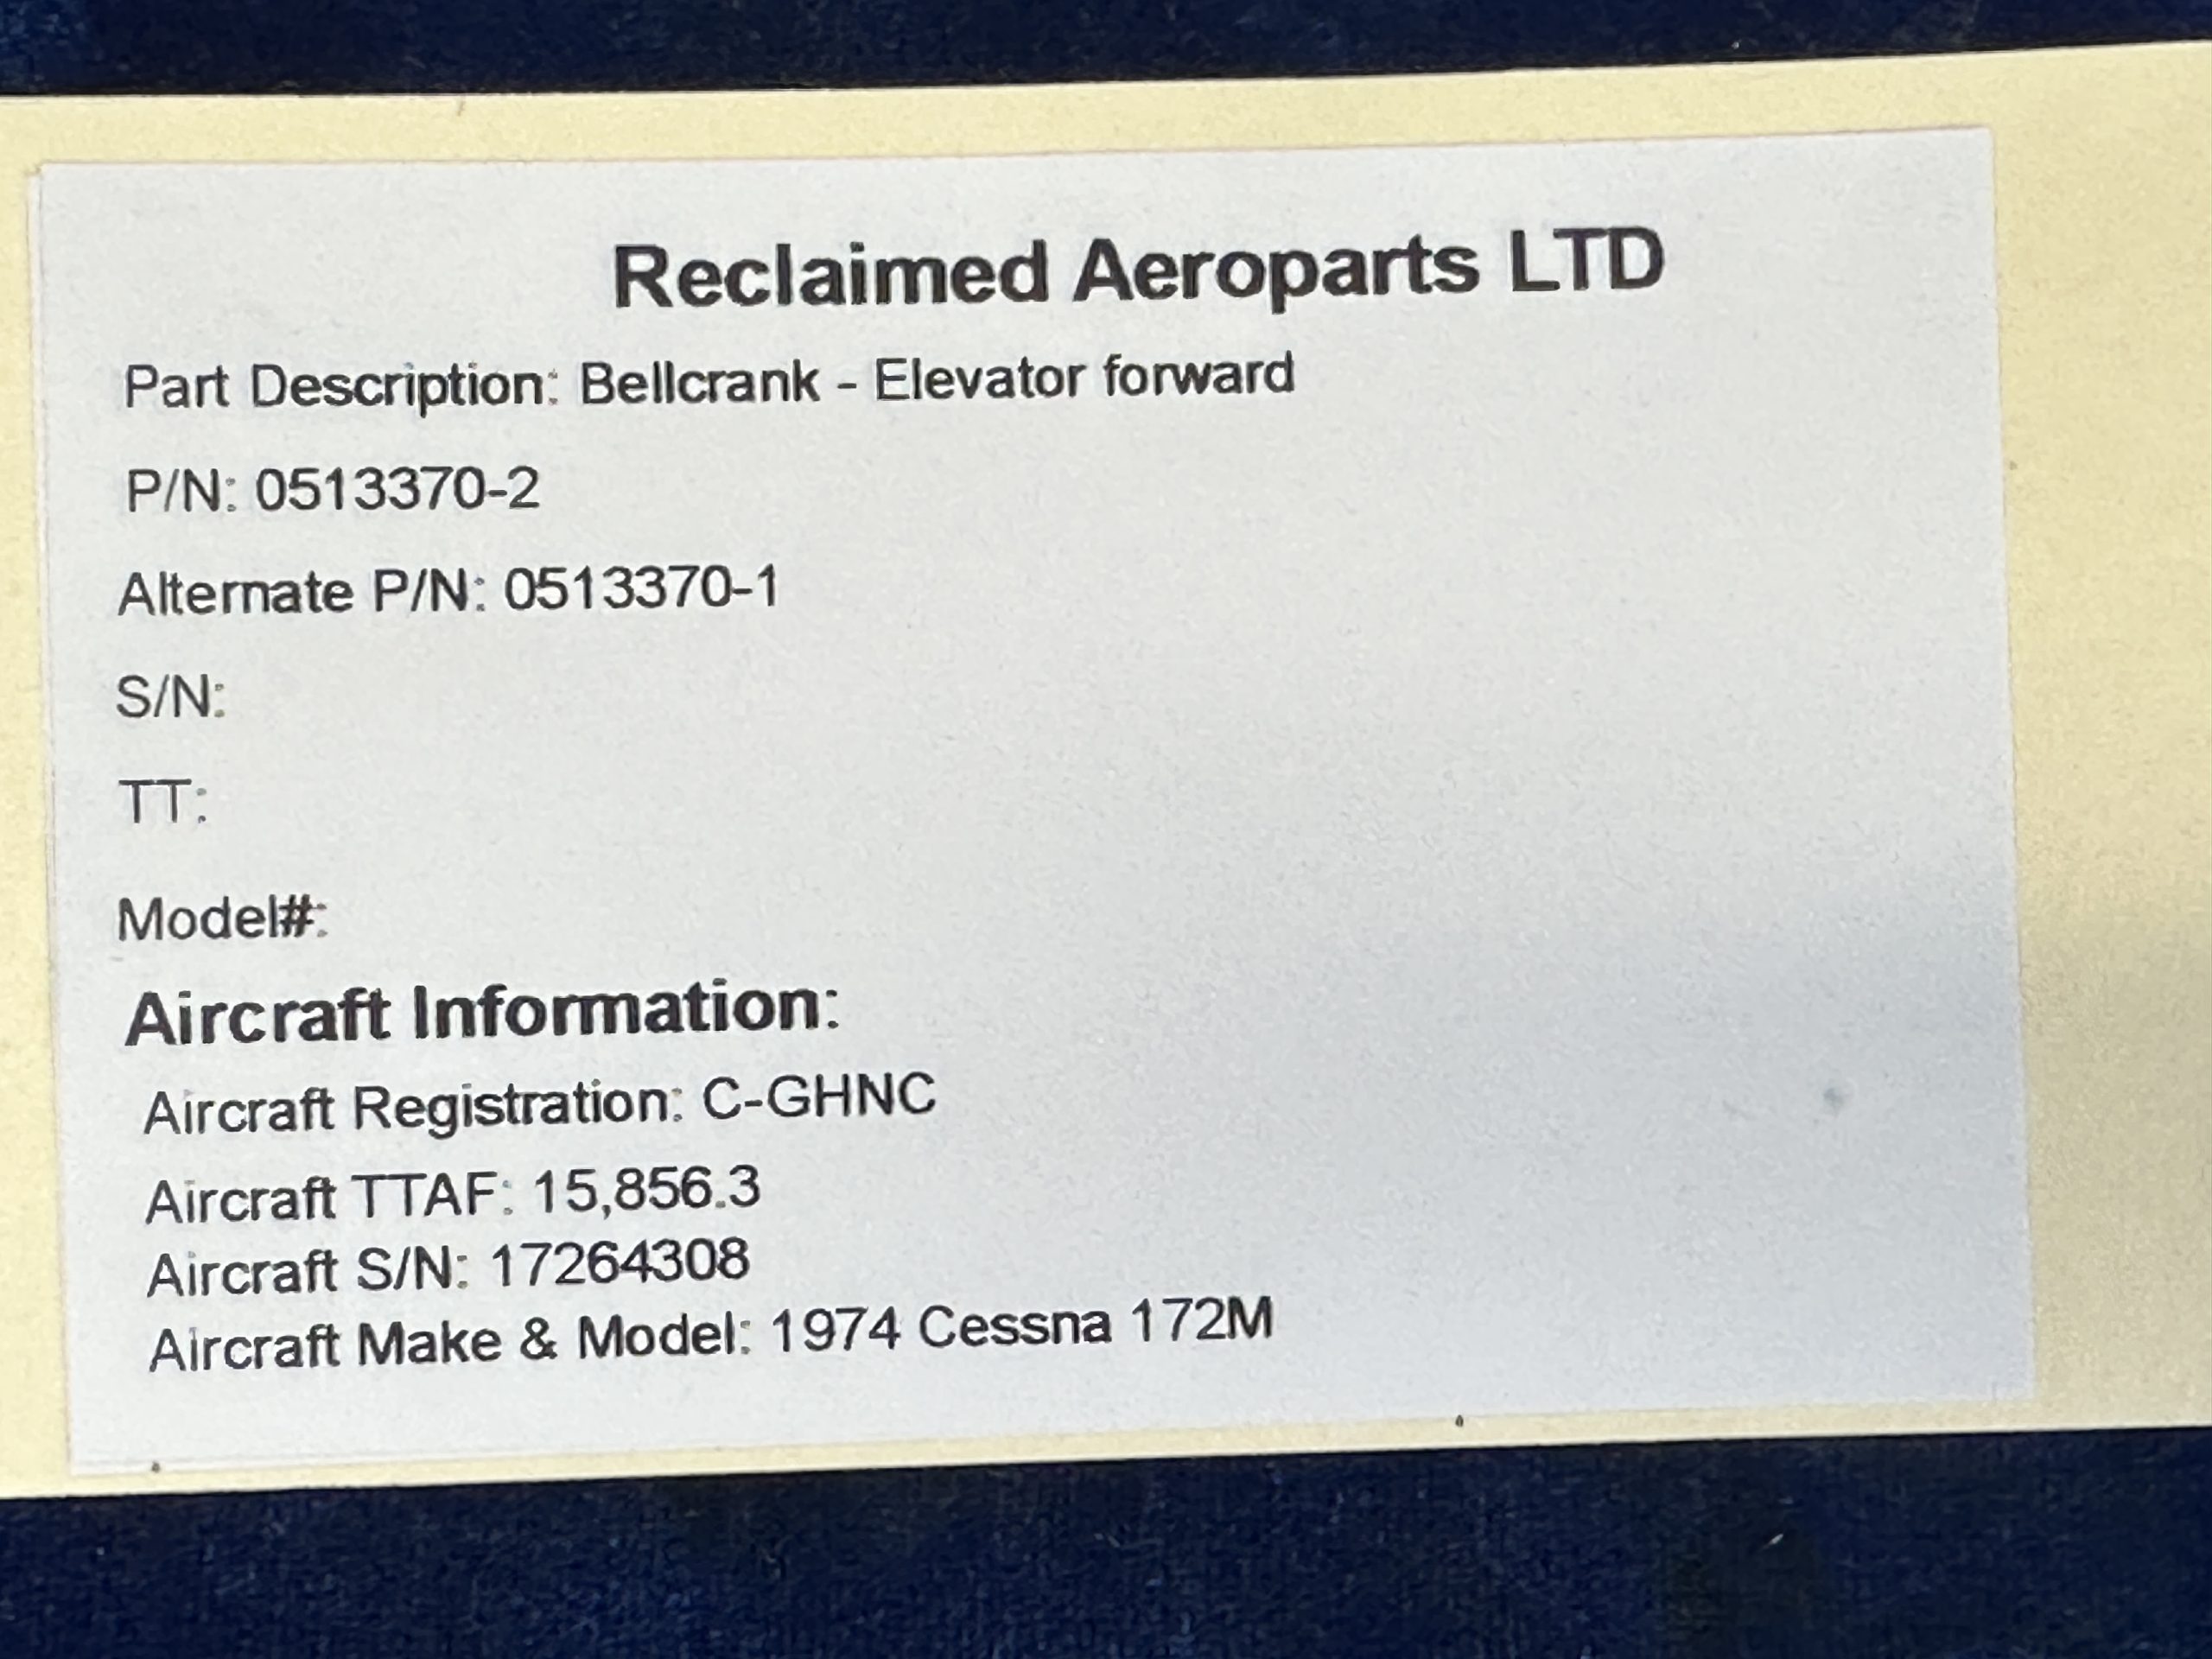 Reclaimed Aeroparts LTD
Part Description: Bellcrank - Elevator forward
P/N: 0513370-2
Alternate P/N: 0513370-1
S/N:
TT:
Model#:
Aircraft Information:
Aircraft Registration: C-GHNC
Aircraft TTAF: 15,856.3
Aircraft S/N: 17264308
Aircraft Make & Model: 1974 Cessna 172M